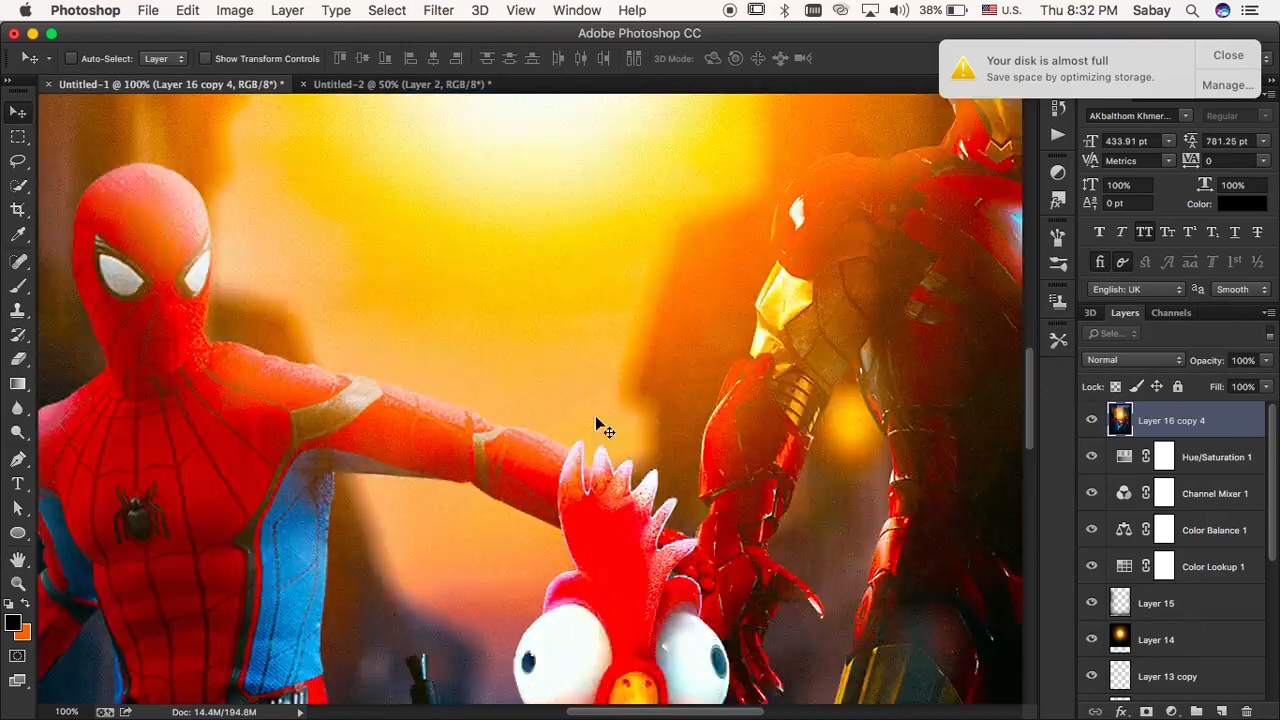 Photoshop File Edit Image Layer Type Select Filter 3D View Window Help 38% U.S. Thu 8:32 PM Sabay
Adobe Photoshop CC
Auto-Select: Layer Show Transform Controls 3D Mode:
Your disk is almost full
Save space by optimizing storage.
Close
Manage...
Untitled-1 @ 100% (Layer 16 copy 4, RGB/8*) * Untitled-2 @ 50% (Layer 2, RGB/8*) *
AKbalthom Khmer... Regular
433.91 pt 781.25 pt
Metrics 0
100% 100%
0 pt Color:
English: UK Smooth
3D Layers Channels
Sele...
Normal Opacity: 100%
Lock: Fill: 100%
Layer 16 copy 4
Hue/Saturation 1
Channel Mixer 1
Color Balance 1
Color Lookup 1
Layer 15
Layer 14
Layer 13 copy
100% Doc: 14.4M/194.8M